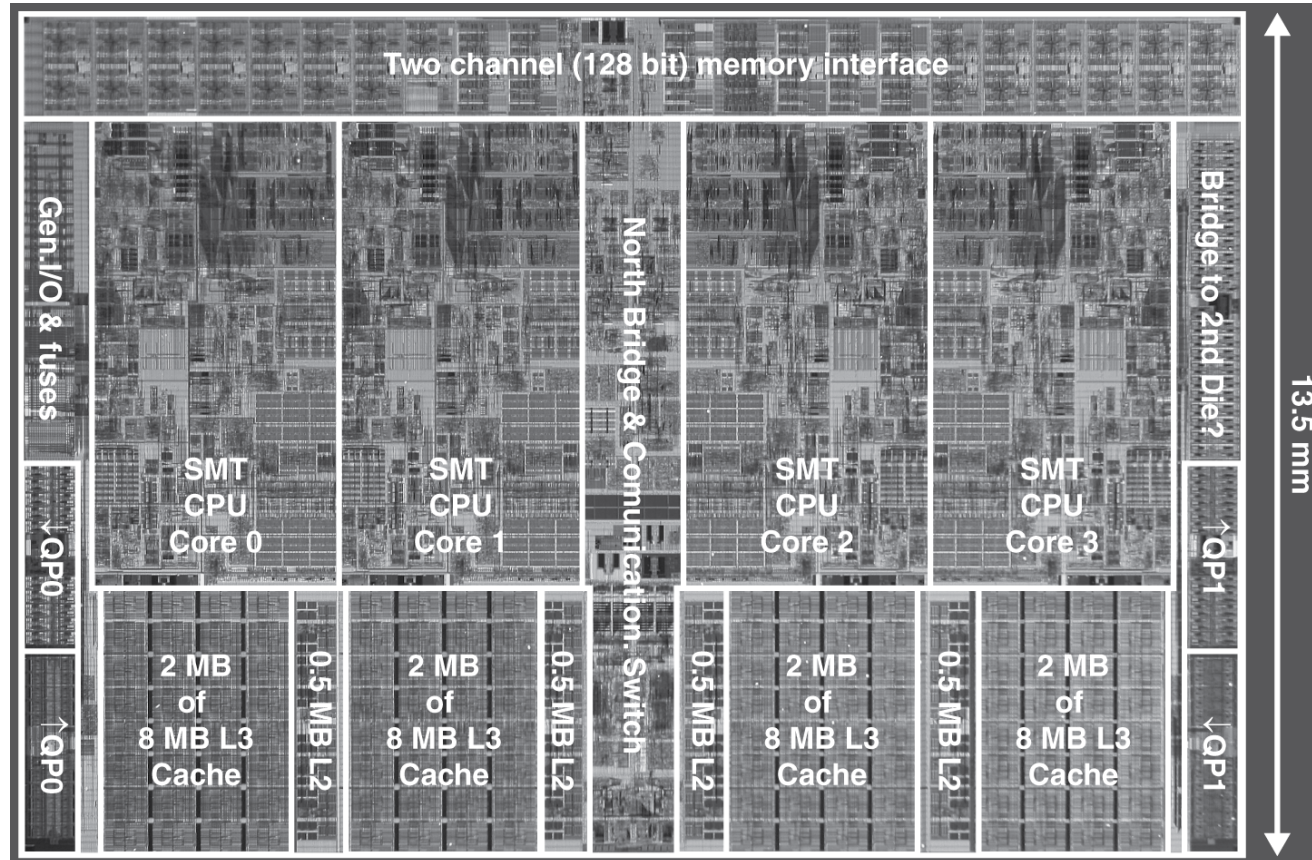 Two channel (128 bit) memory interface
Gen.I/O & fuses
SMT
CPU
Core 0
SMT
CPU
Core 1
North Bridge & Communication. Switch
SMT
CPU
Core 2
SMT
CPU
Core 3
Bridge to 2nd Die?
13.5 mm
↓QP0
↑QP0
2 MB
of
8 MB L3
Cache
0.5 MB L2
2 MB
of
8 MB L3
Cache
0.5 MB L2
0.5 MB L2
2 MB
of
8 MB L3
Cache
0.5 MB L2
2 MB
of
8 MB L3
Cache
↑QP1
↓QP1